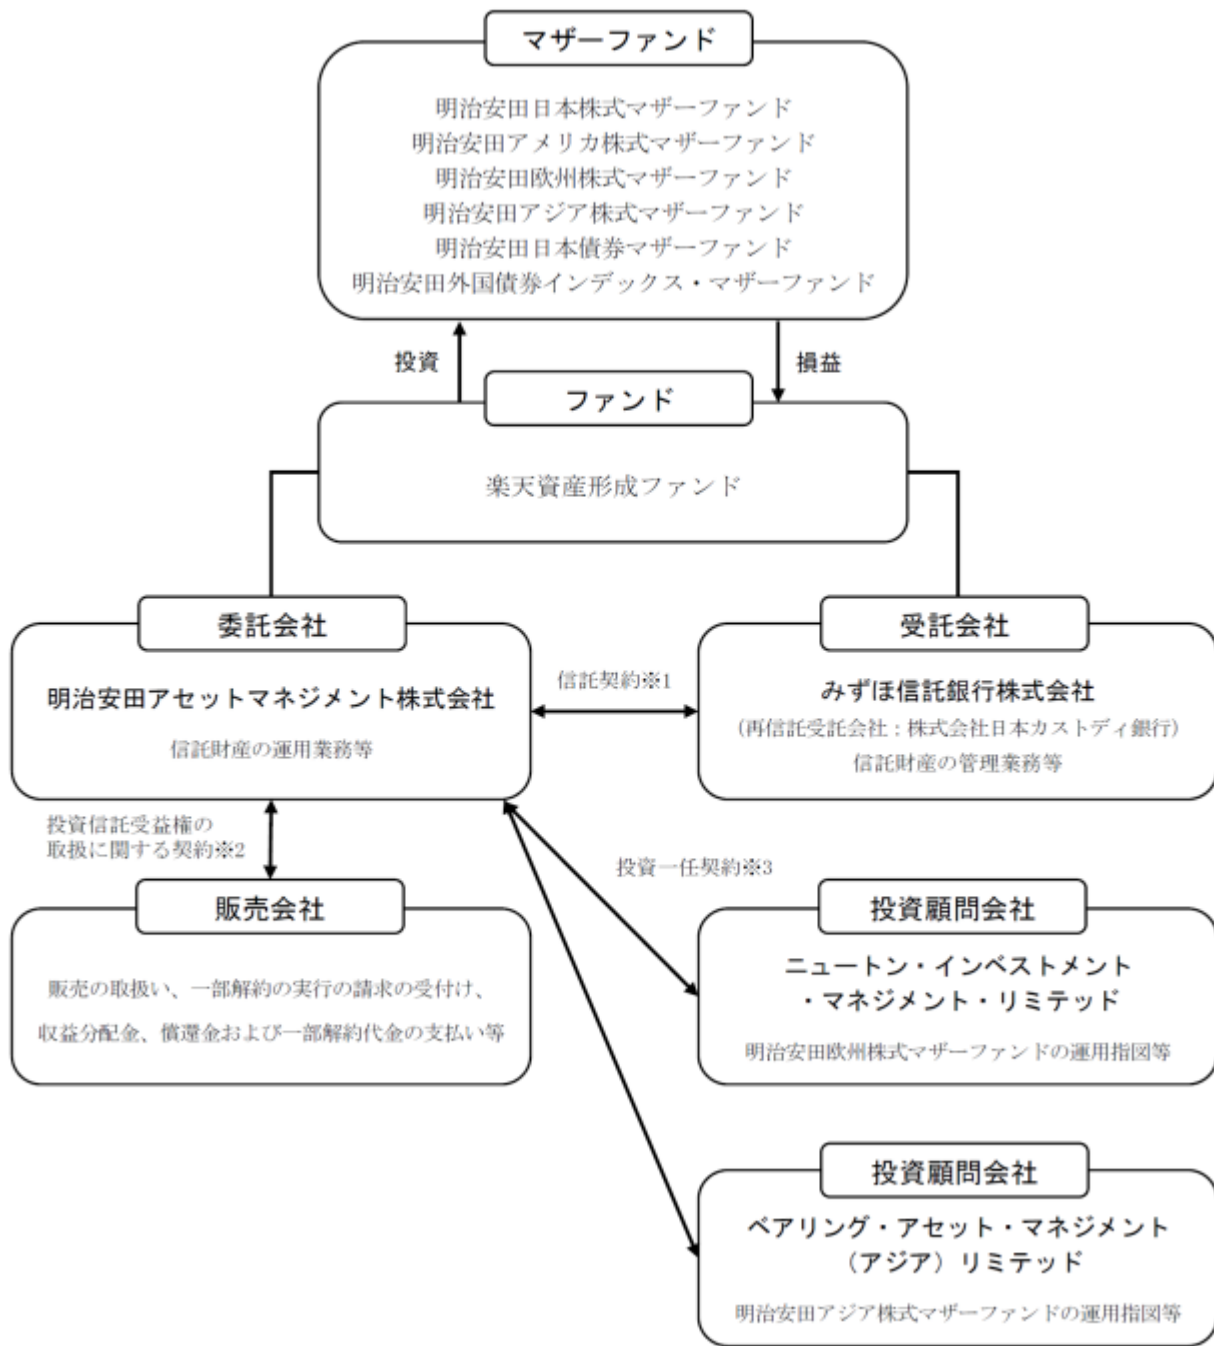 マザーファンド
明治安田日本株式マザーファンド
明治安田アメリカ株式マザーファンド
明治安田欧州株式マザーファンド
明治安田アジア株式マザーファンド
明治安田日本債券マザーファンド
明治安田外国債券インデックス・マザーファンド
投資
損益
ファンド
楽天資産形成ファンド
委託会社
明治安田アセットマネジメント株式会社
信託財産の運用業務等
信託契約※1
受託会社
みずほ信託銀行株式会社
(再信託受託会社：株式会社日本カストディ銀行)
信託財産の管理業務等
投資信託受益権の
取扱に関する契約※2
投資一任契約※3
販売会社
販売の取扱い、一部解約の実行の請求の受付け、
収益分配金、償還金および一部解約代金の支払い等
投資顧問会社
ニュートン・インベストメント
・マネジメント・リミテッド
明治安田欧州株式マザーファンドの運用指図等
投資顧問会社
ベアリング・アセット・マネジメント
（アジア）リミテッド
明治安田アジア株式マザーファンドの運用指図等